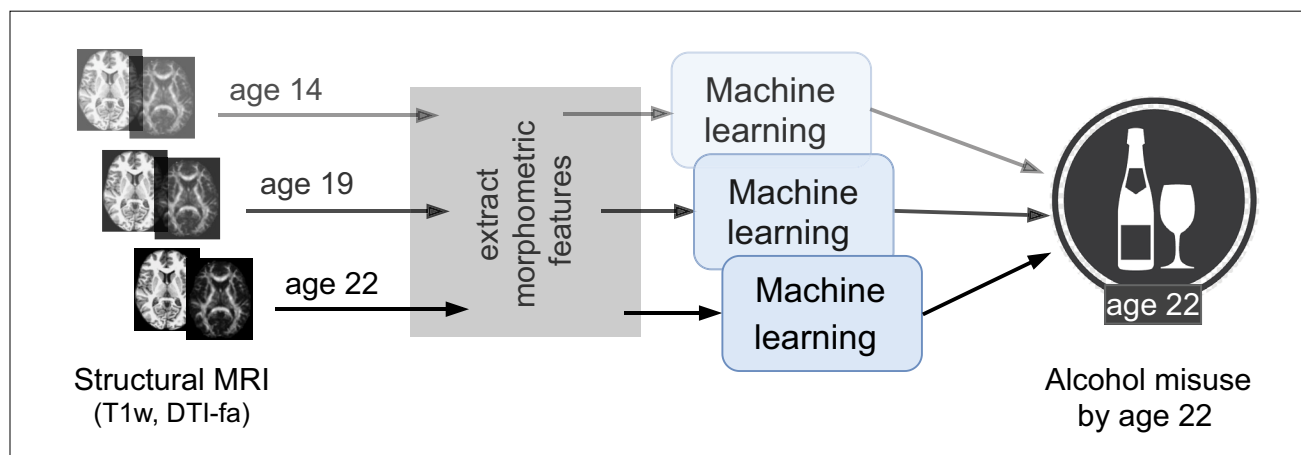 age 14
age 19
age 22
Structural MRI
(T1w, DTI-fa)
extract
morphometric
features
Machine
learning
Machine
learning
Machine
learning
age 22
Alcohol misuse
by age 22